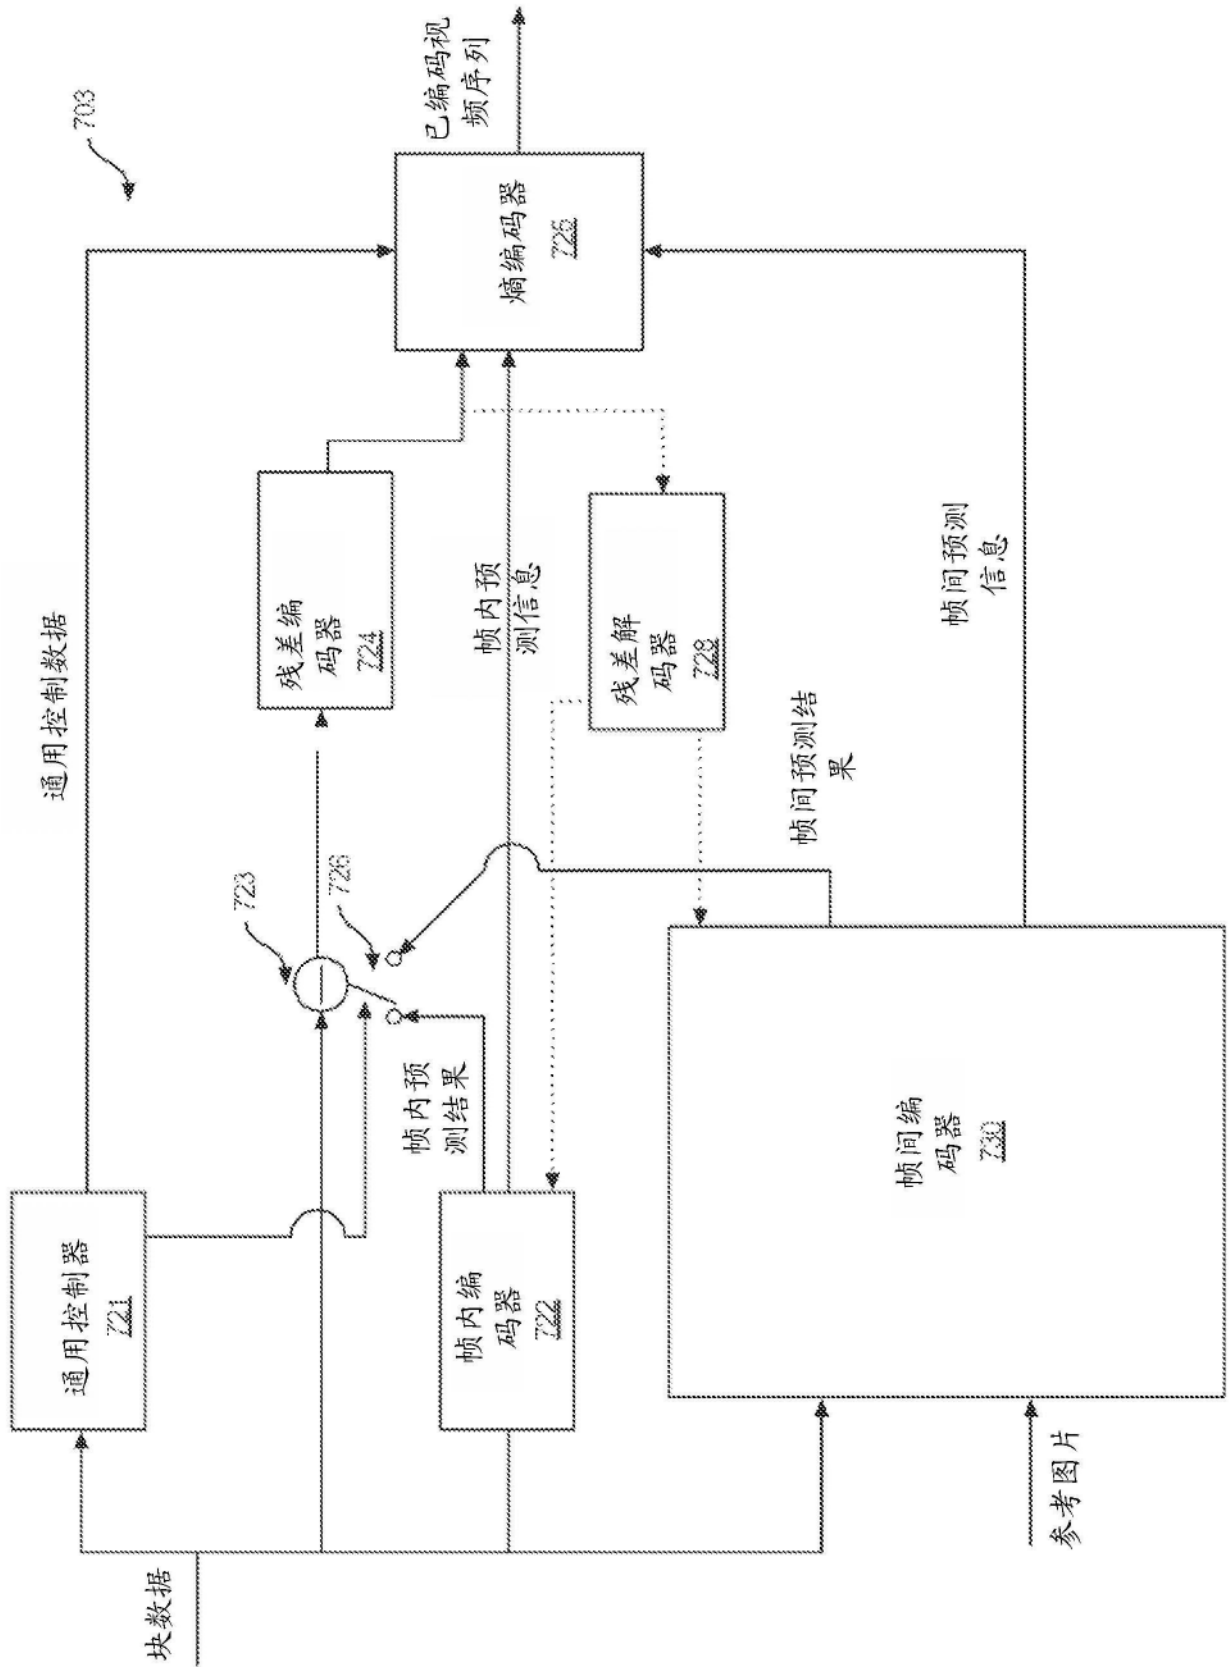 通用控制器
721
通用控制数据
703
块数据
723
726
残差编
码器
724
已编码视
频序列
帧内预
测结果
帧内编
码器
722
帧内预
测信息
熵编码器
725
残差解
码器
728
帧间预测结
果
帧间编
码器
730
帧间预测
信息
参考图片